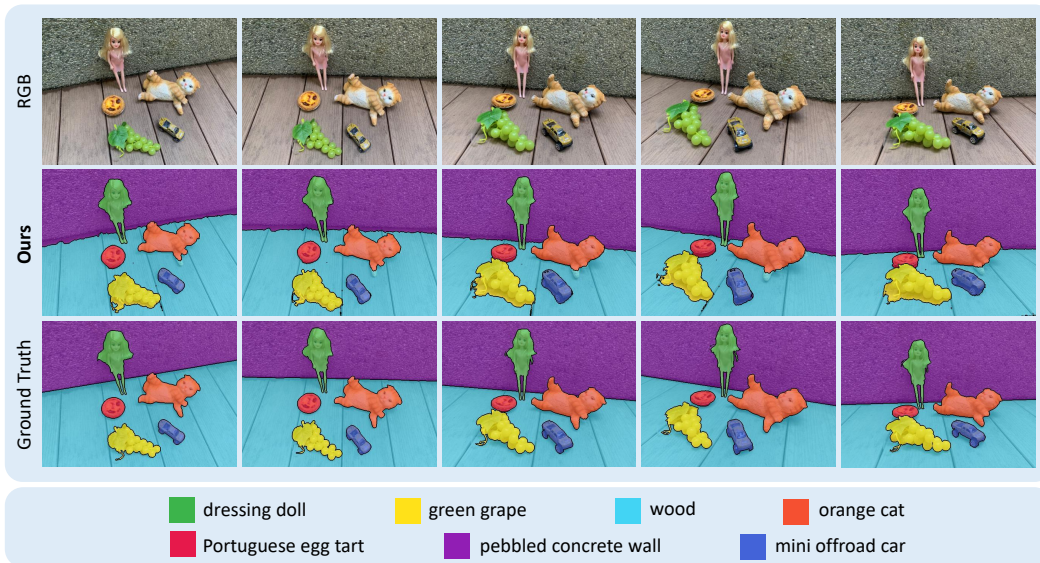 RGB
Ours
Ground Truth
dressing doll
green grape
wood
orange cat
Portuguese egg tart
pebbled concrete wall
mini offroad car